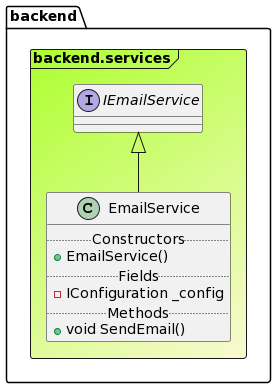 backend
backend.services
I IEmailService
C EmailService
Constructors
EmailService()
Fields
IConfiguration _config
Methods
void SendEmail()